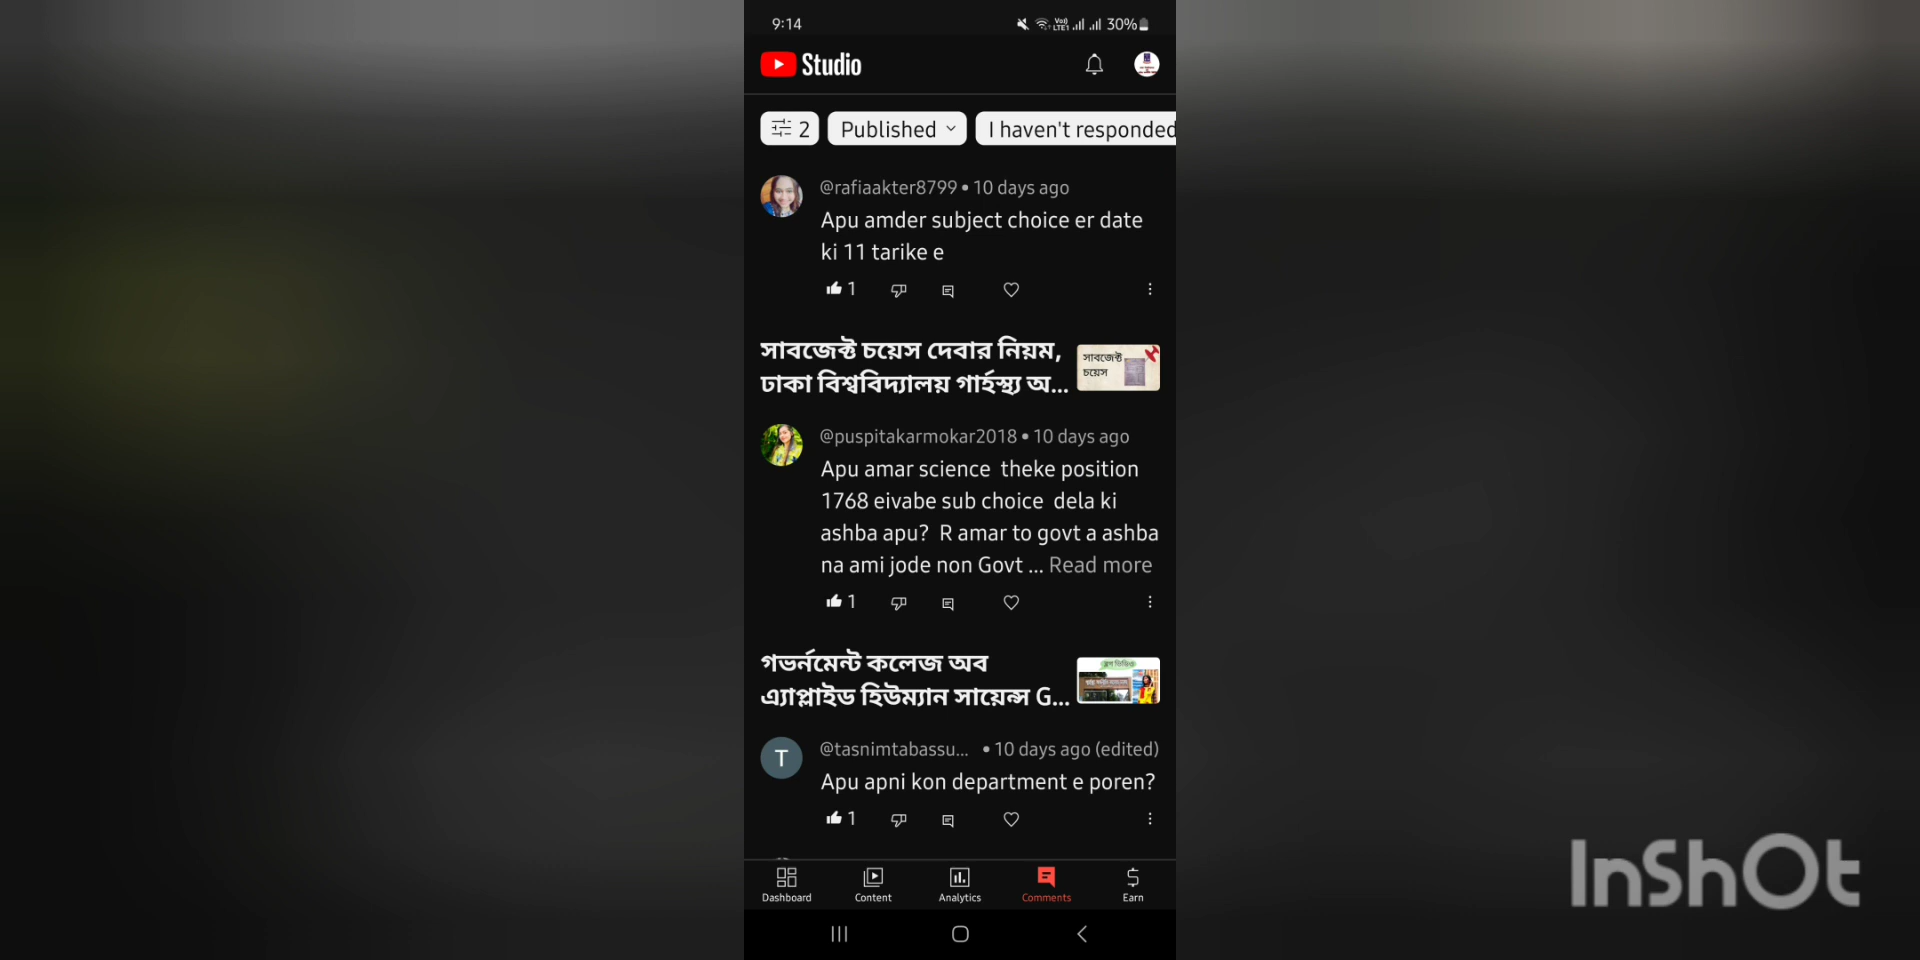 9:14
Vo)) LTE1 30%
Studio
2 Published I haven't responded
@rafiaakter8799 • 10 days ago
Apu amder subject choice er date
ki 11 tarike e
1
সাবজেক্ট চয়েস দেবার নিয়ম,
ঢাকা বিশ্ববিদ্যালয় গার্হস্থ্য অ...
সাবজেক্ট
চয়েস
@puspitakarmokar2018 • 10 days ago
Apu amar science theke position
1768 eivabe sub choice dela ki
ashba apu? R amar to govt a ashba
na ami jode non Govt ... Read more
1
গভর্নমেন্ট কলেজ অব
এ্যাপ্লাইড হিউম্যান সায়েন্স G...
@tasnimtabassu... • 10 days ago (edited)
T
Apu apni kon department e poren?
1
Dashboard Content Analytics Comments Earn
InShOt